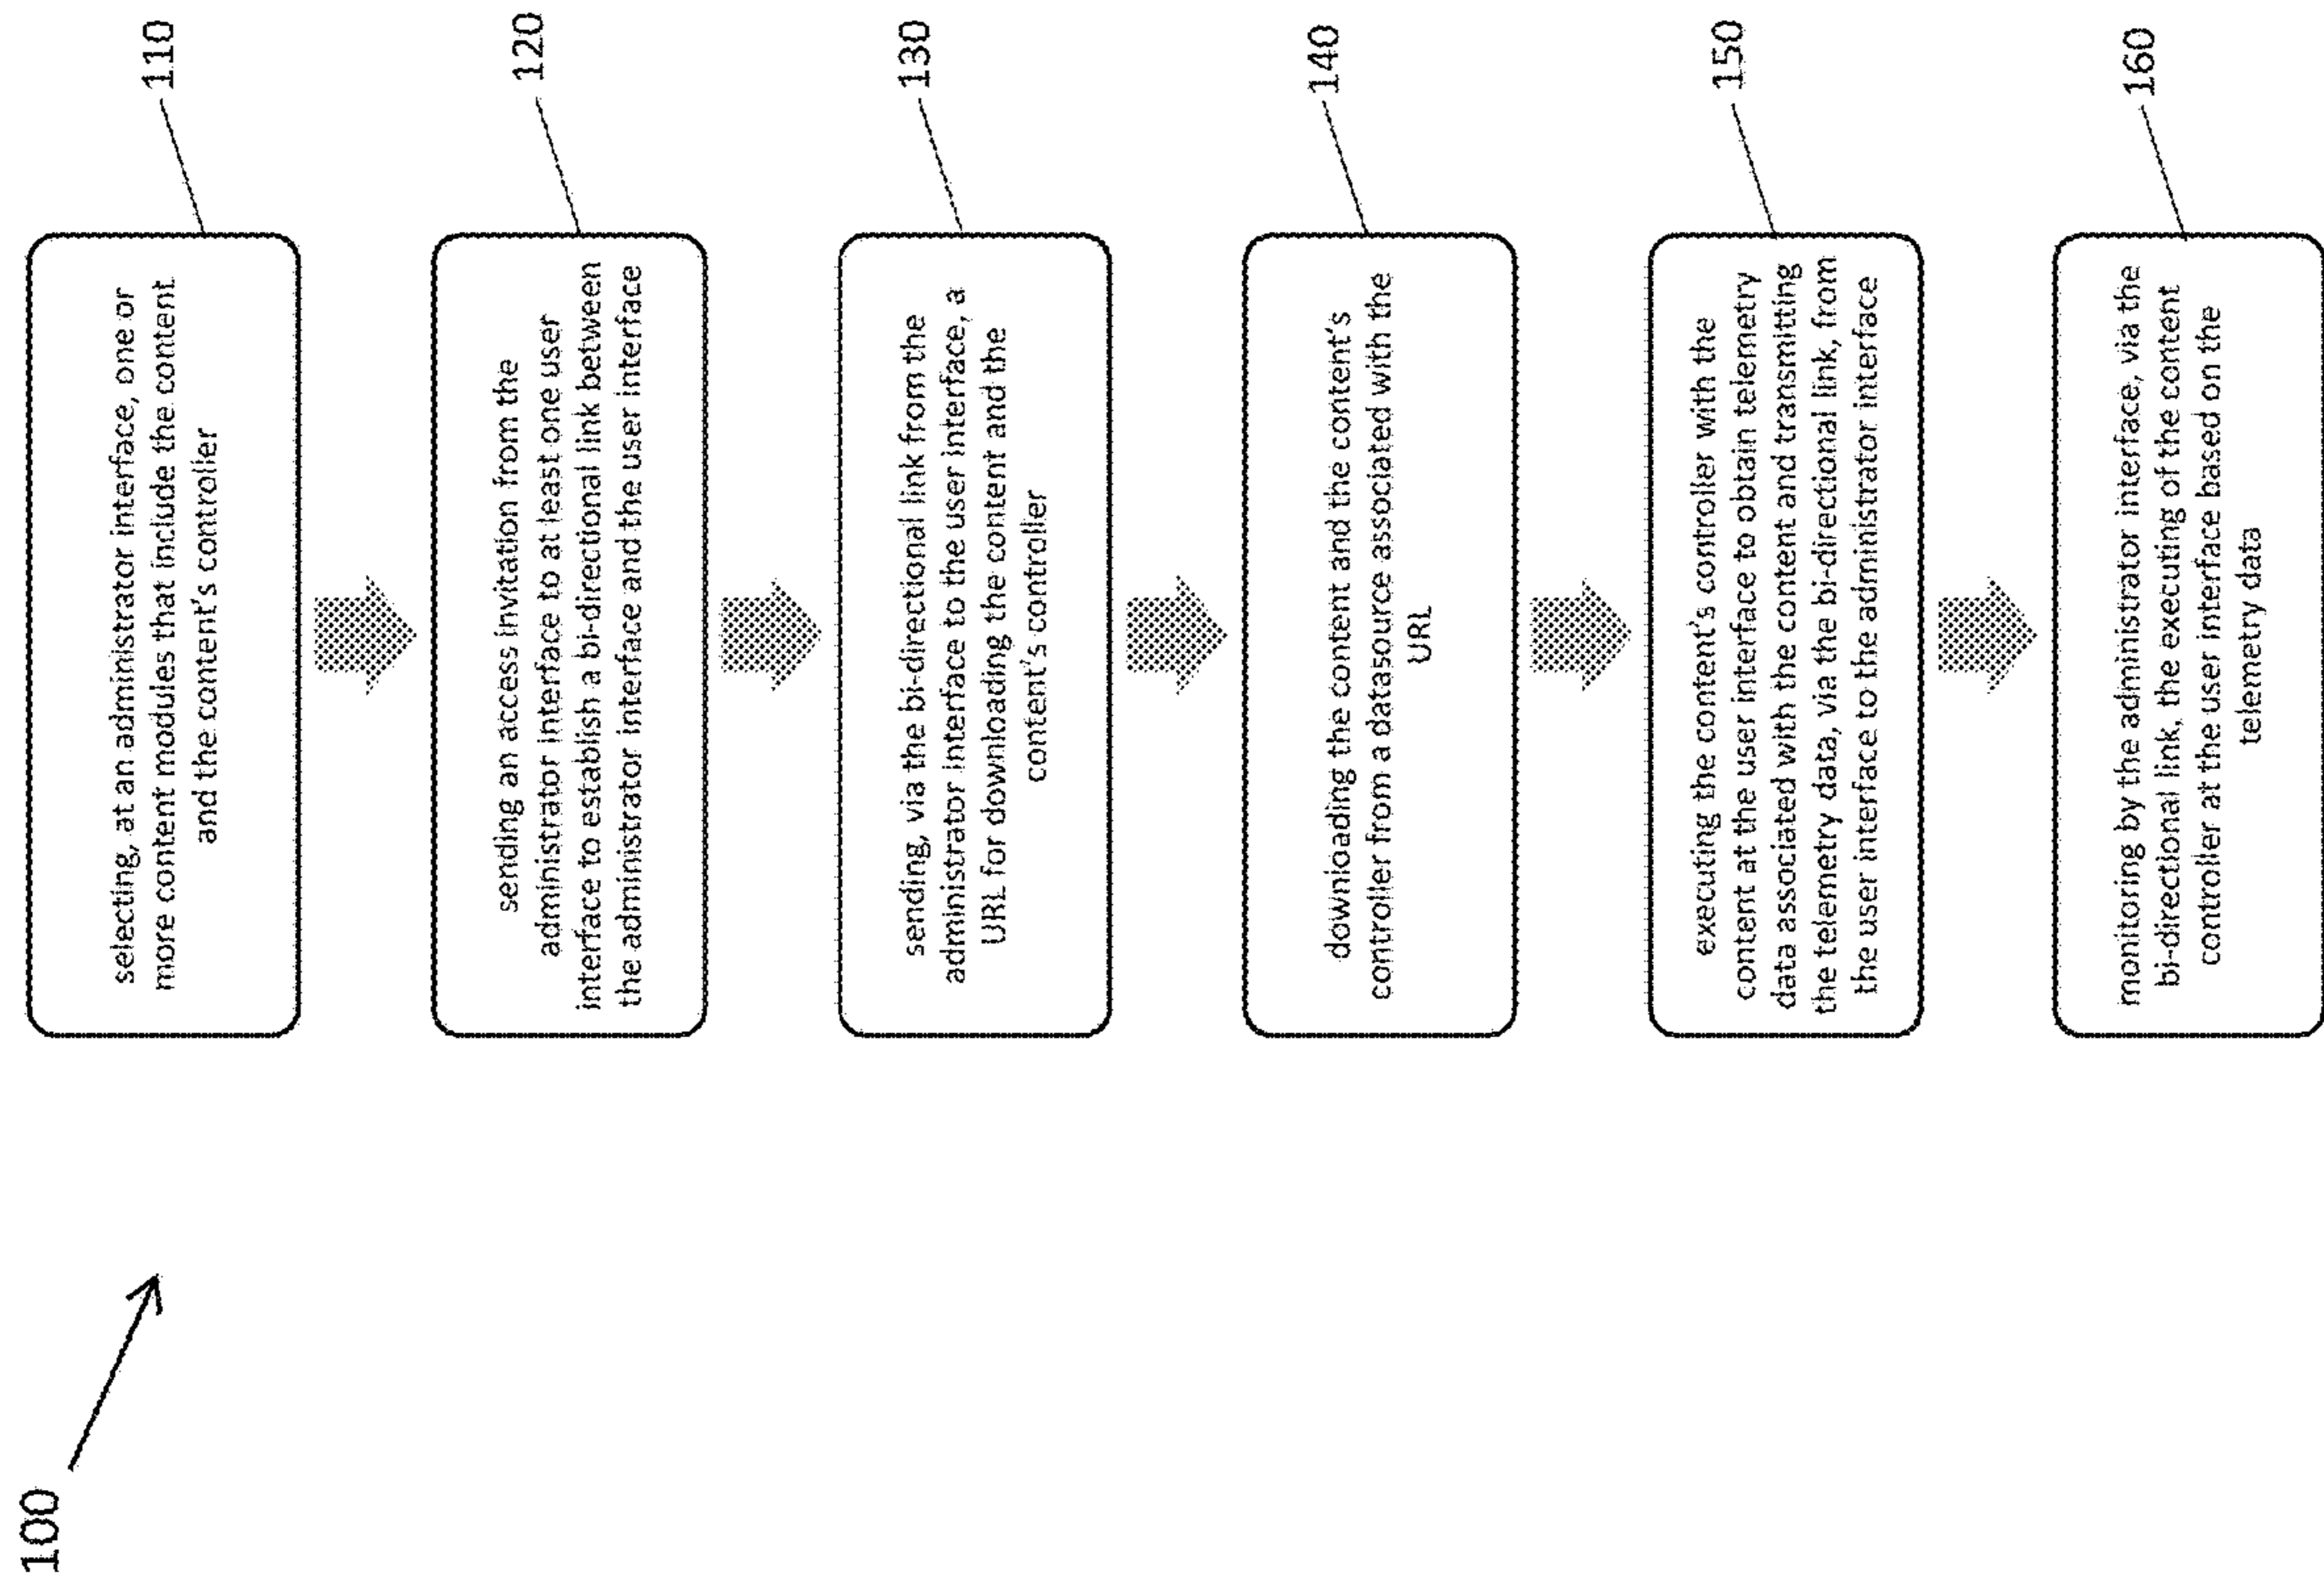 100
selecting, at an administrator interface, one or
more content modules that include the content
and the content's controller
110
sending an access invitation from the
administrator interface to at least one user
interface to establish a bi-directional link between
the administrator interface and the user interface
120
sending, via the bi-directional link from the
administrator interface to the user interface, a
URL for downloading the content and the
content's controller
130
downloading the content and the content's
controller from a datasource associated with the
URL
140
executing the content's controller with the
content at the user interface to obtain telemetry
data associated with the content and transmitting
the telemetry data, via the bi-directional link, from
the user interface to the administrator interface
150
monitoring by the administrator interface, via the
bi-directional link, the executing of the content
controller at the user interface based on the
telemetry data
160